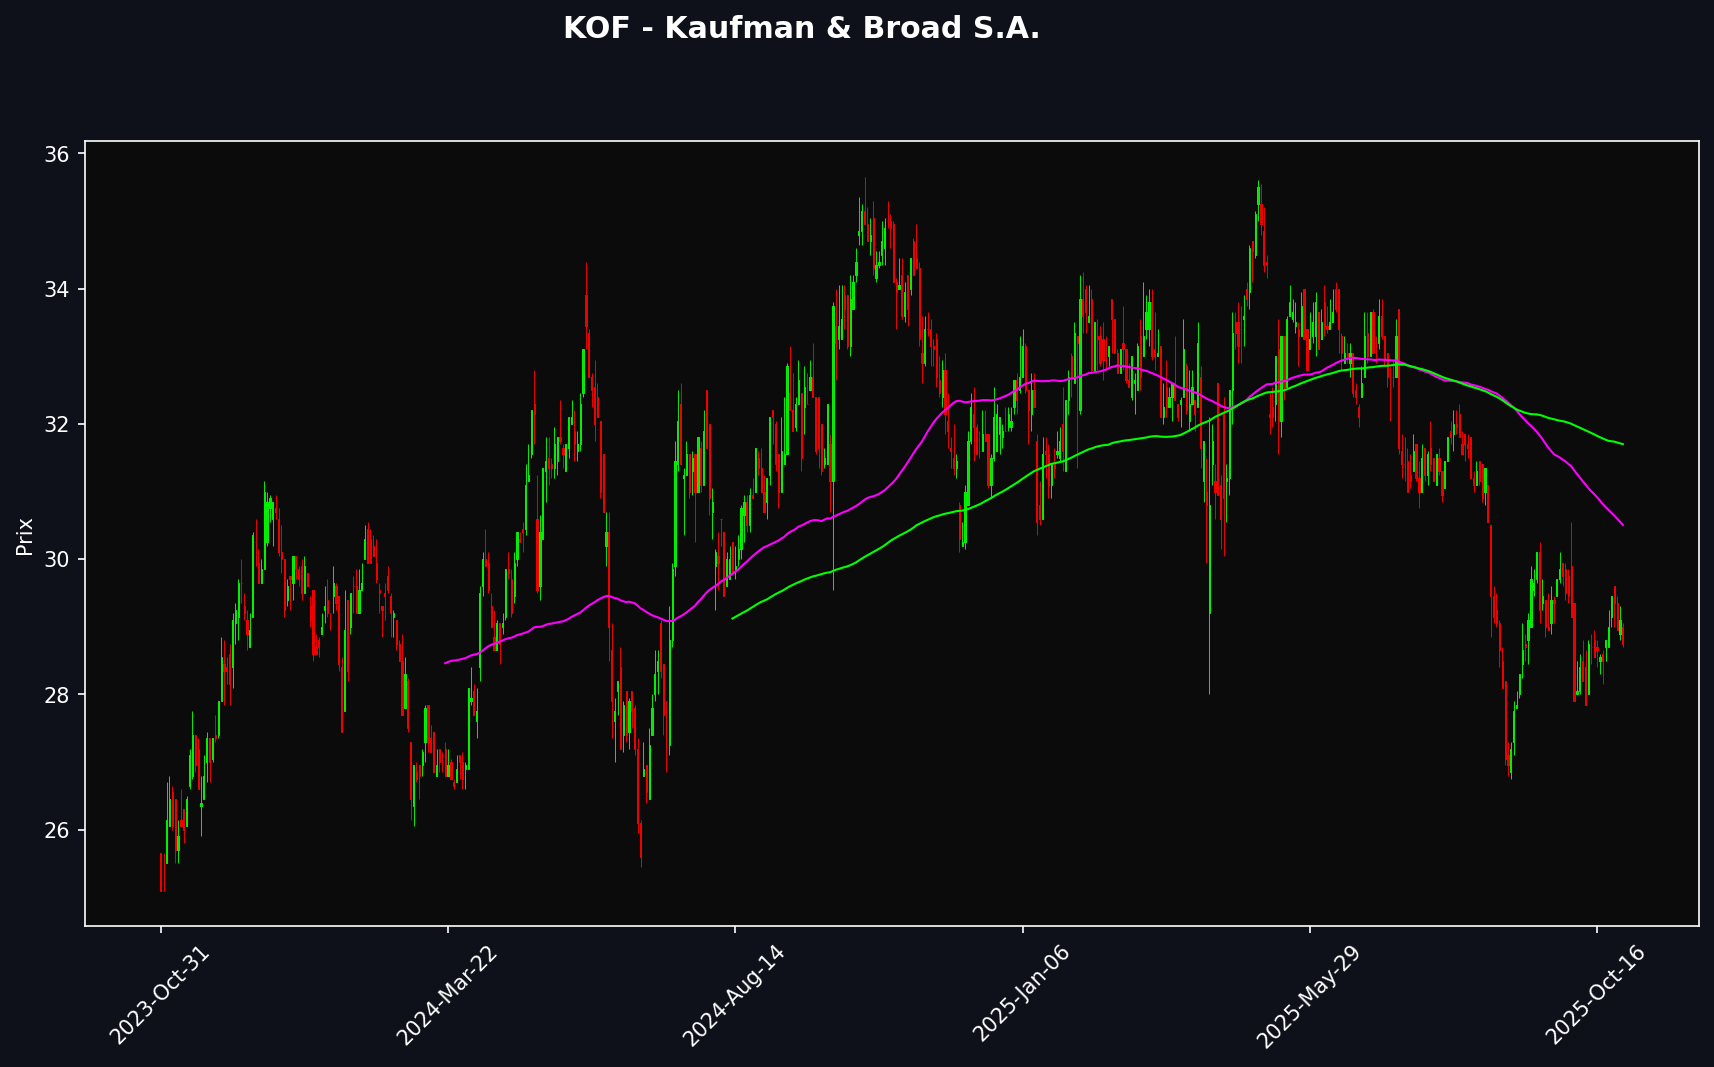 KOF - Kaufman & Broad S.A.
36
34
32
30
28
26
Prix
2023-Oct-31
2024-Mar-22
2024-Aug-14
2025-Jan-06
2025-May-29
2025-Oct-16